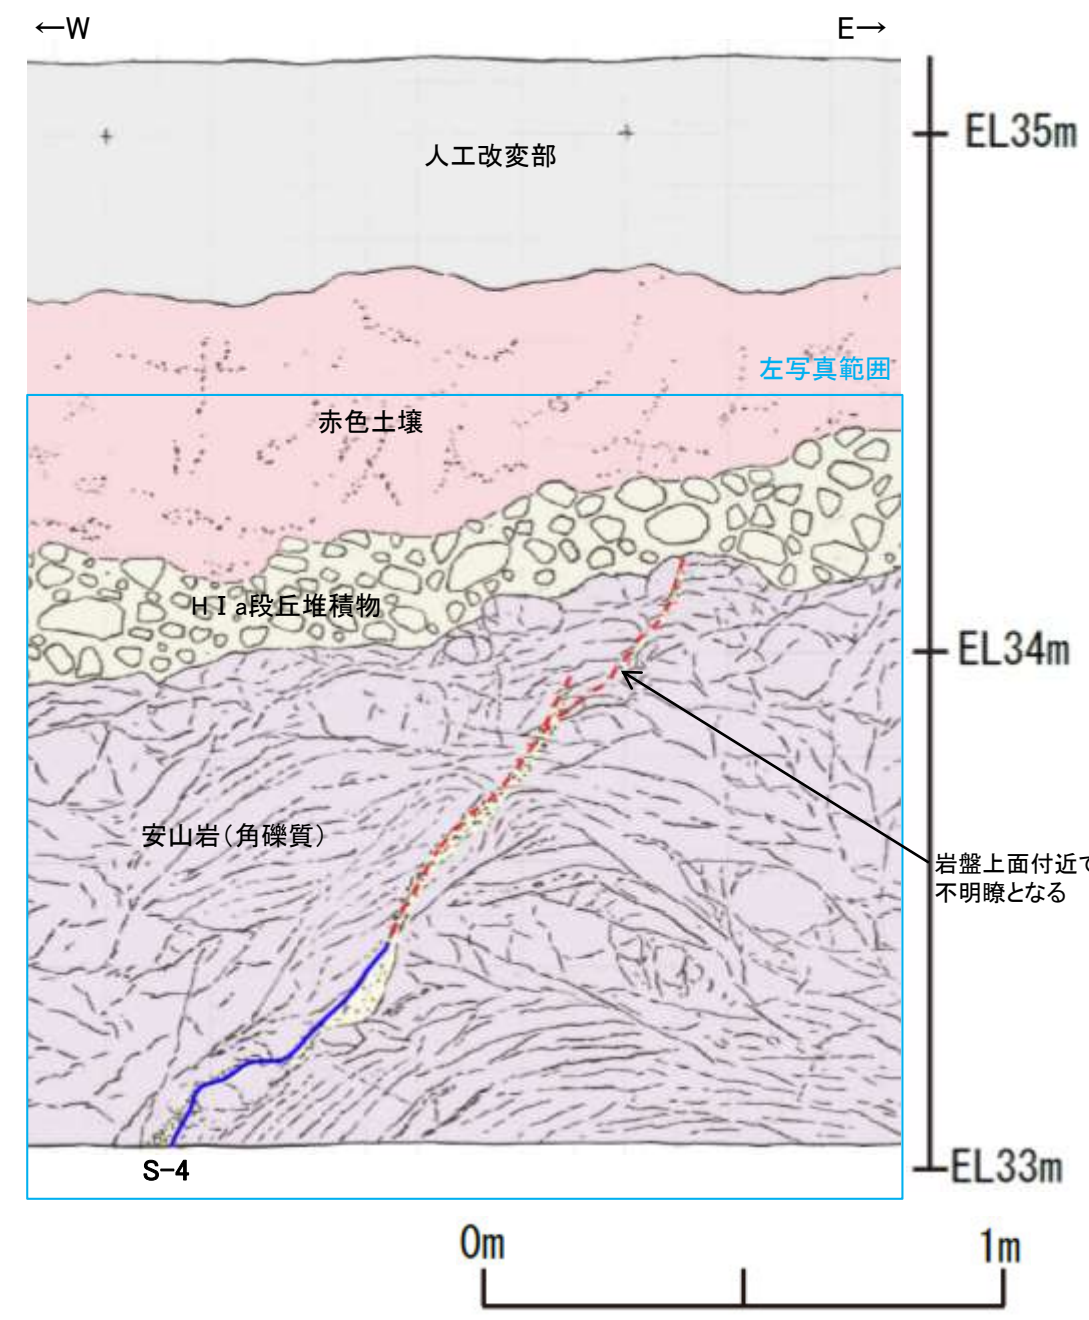 ←W
E→
EL35m
人工改変部
左写真範囲
赤色土壌
HⅠa段丘堆積物
EL34m
安山岩(角礫質)
岩盤上面付近で
不明瞭となる
EL33m
S-4
0m
1m